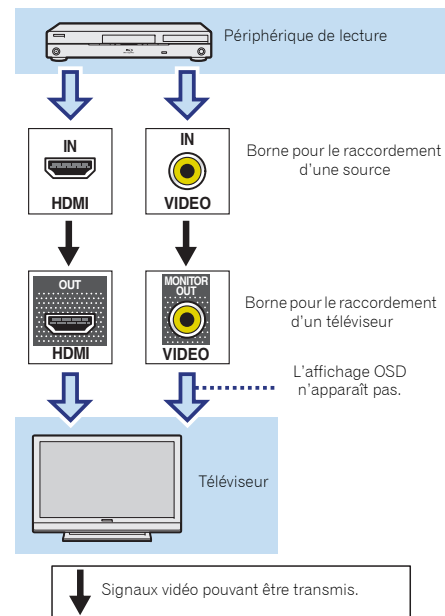 Périphérique de lecture
IN
HDMI
IN
VIDEO
Borne pour le raccordement
d'une source
OUT
HDMI
MONITOR
OUT
VIDEO
Borne pour le raccordement
d'un téléviseur
L'affichage OSD
n'apparaît pas.
Téléviseur
Signaux vidéo pouvant être transmis.